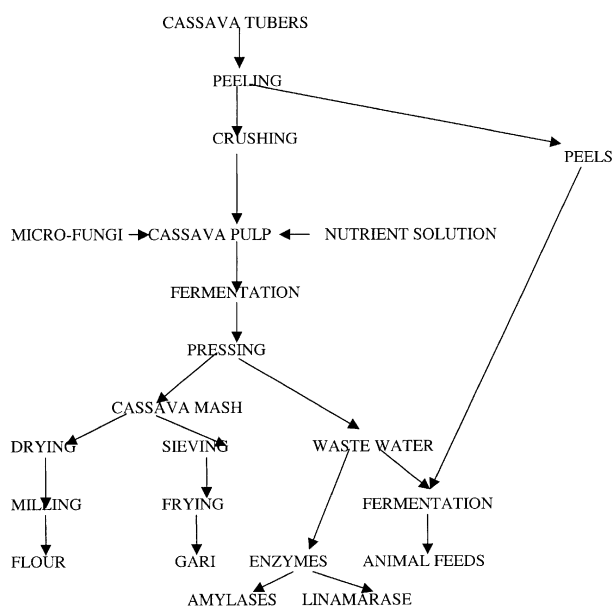 CASSAVA TUBERS
PEELING
CRUSHING
PEELS
MICRO-FUNGI CASSAVA PULP NUTRIENT SOLUTION
FERMENTATION
PRESSING
CASSAVA MASH
DRYING SIEVING WASTE WATER
MILLING FRYING FERMENTATION
FLOUR GARI ENZYMES ANIMAL FEEDS
AMYLASES LINAMARASE